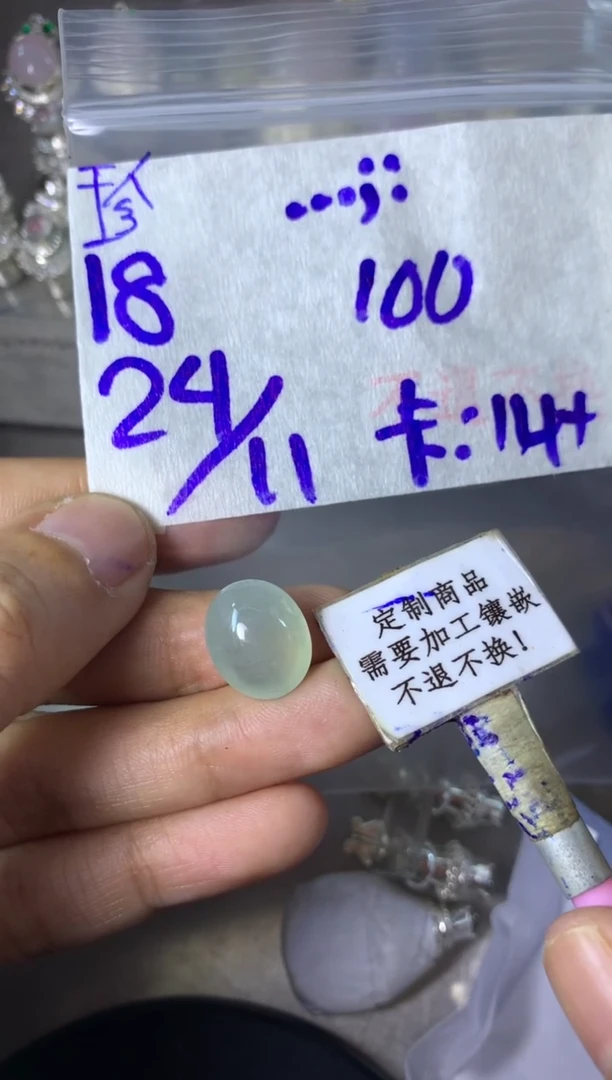 珍
...;:
18
100
24/11
卡:14+
定制商品
需要加工镶嵌
不退不换!